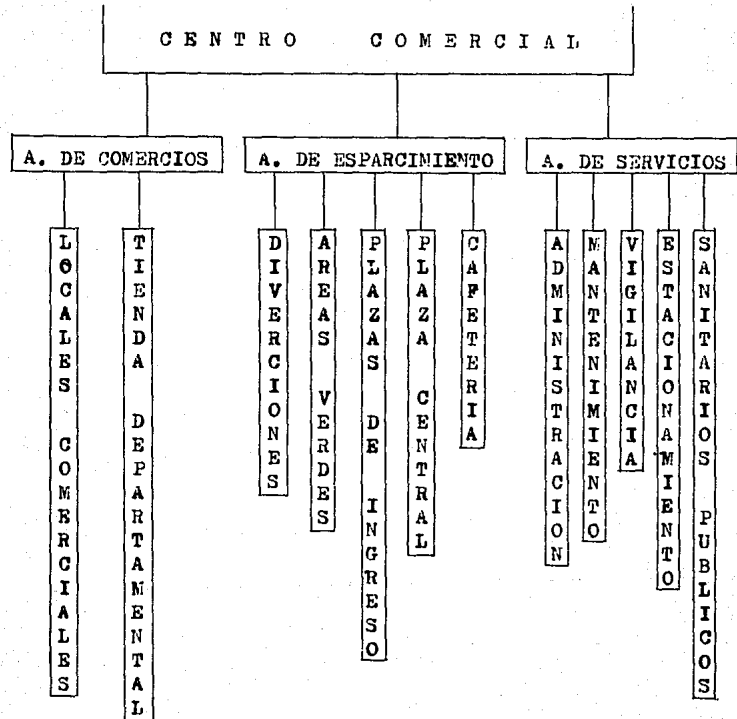 CENTRO COMERCIAL
A. DE COMERCIOS
A. DE ESPARCIMIENTO
A. DE SERVICIOS
LOCALES COMERCIALES
TIENDA DEPARTAMENTAL
DIVERCIONES
AREAS VERDES
PLAZAS DE INGRESO
PLAZA CENTRAL
CAFETERIA
ADMINISTRACION
MANTENIMIENTO
VIGILANCIA
ESTACIONAMIENTO
SANITARIOS PUBLICOS